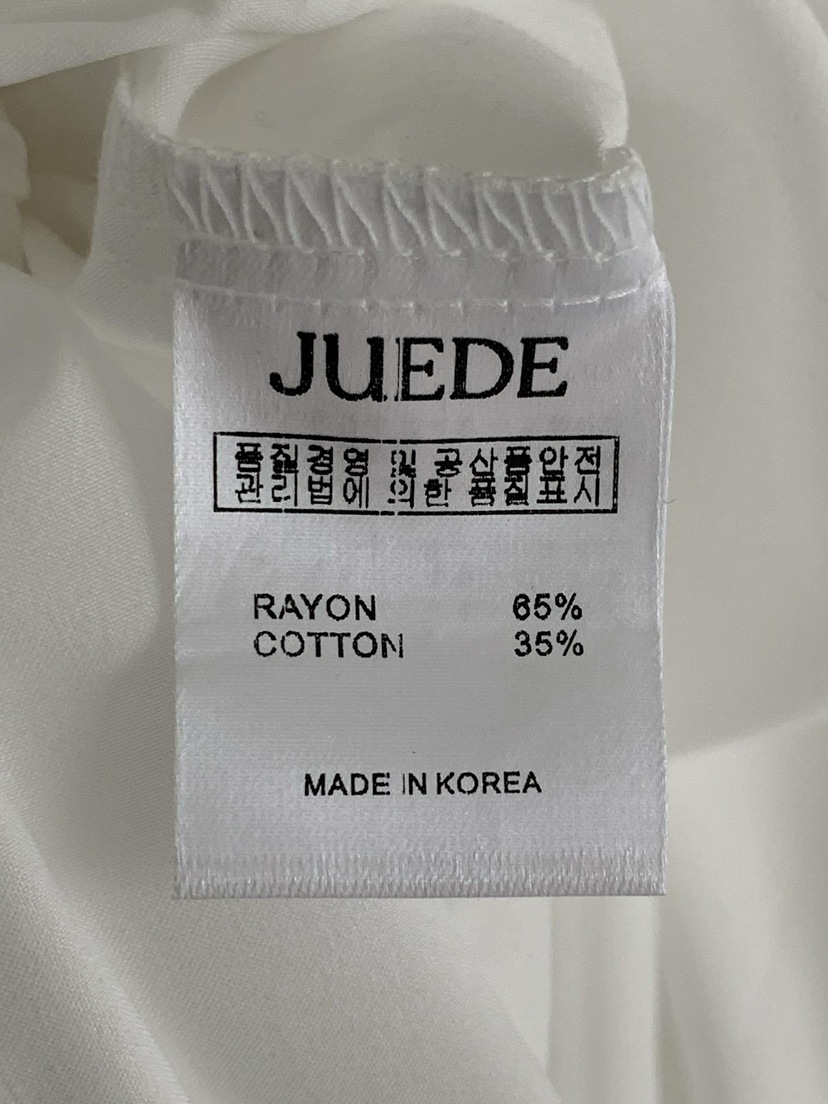 JUEDE
품질경영 및 공산품안전
관리법에 의한 품질표시
RAYON 65%
COTTON 35%
MADE IN KOREA